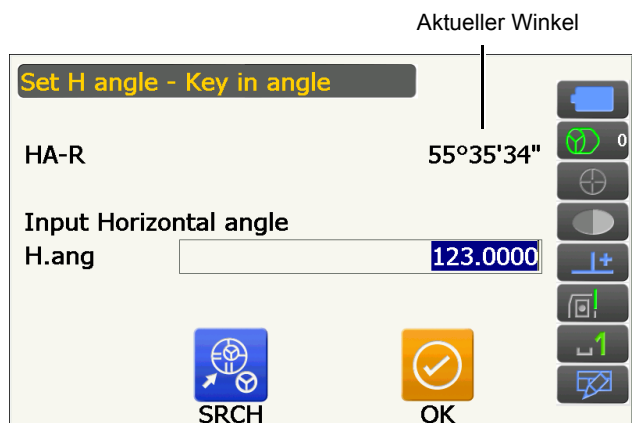 Aktueller Winkel
Set H angle - Key in angle
HA-R 55°35'34"
0
Input Horizontal angle
H.ang 123.0000
1
SRCH OK